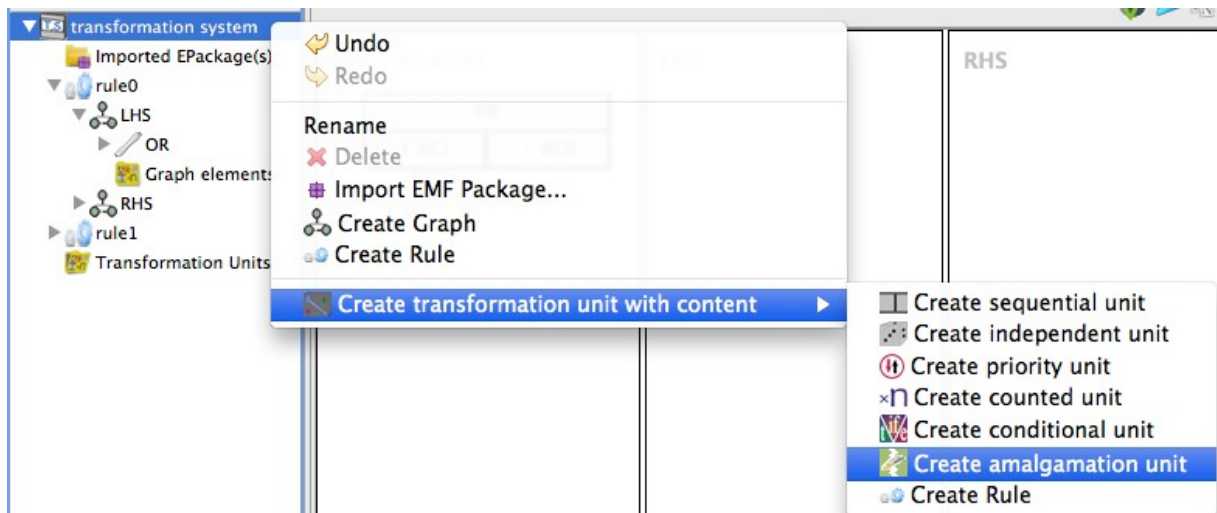 transformation system
Imported EPackage(s)
rule0
LHS
OR
Graph elements
RHS
rule1
Transformation Units
Undo
Redo
Rename
Delete
Import EMF Package...
Create Graph
Create Rule
Create transformation unit with content
RHS
Create sequential unit
Create independent unit
Create priority unit
×n Create counted unit
Create conditional unit
Create amalgamation unit
Create Rule